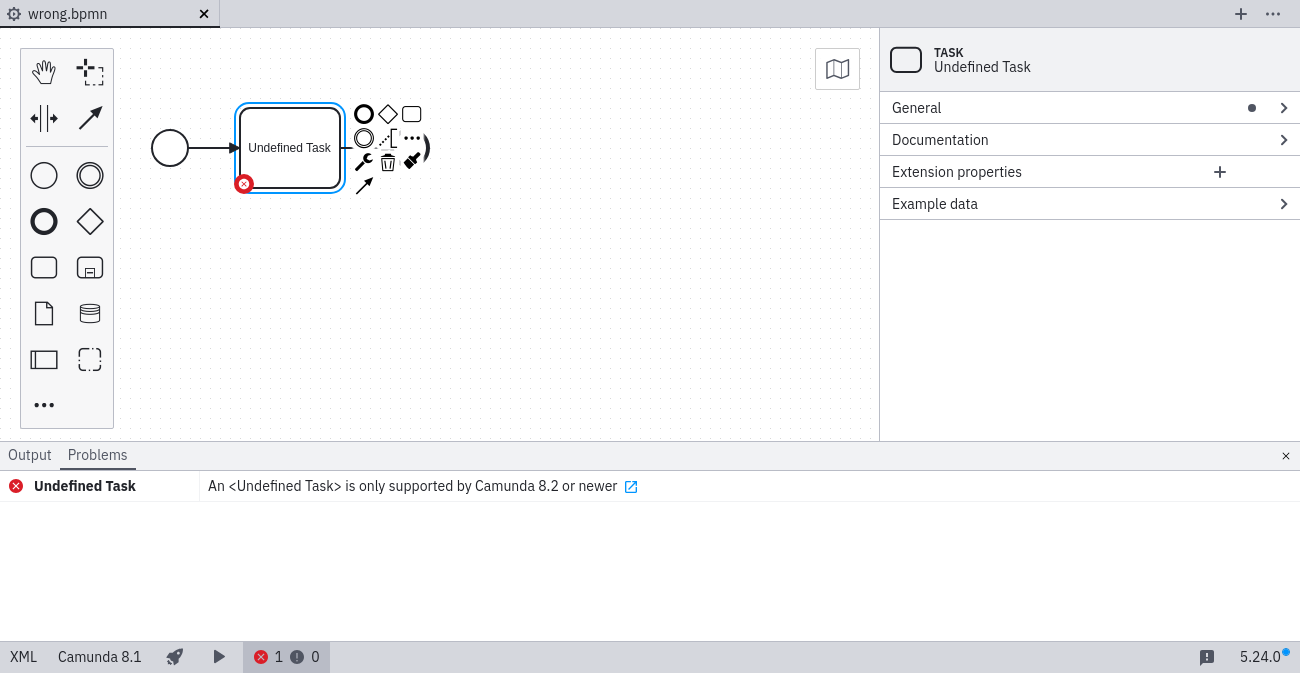 wrong.bpmn
Undefined Task
TASK
Undefined Task
General
Documentation
Extension properties
Example data
Output
Problems
Undefined Task
An <Undefined Task> is only supported by Camunda 8.2 or newer
XML
Camunda 8.1
1
0
5.24.0